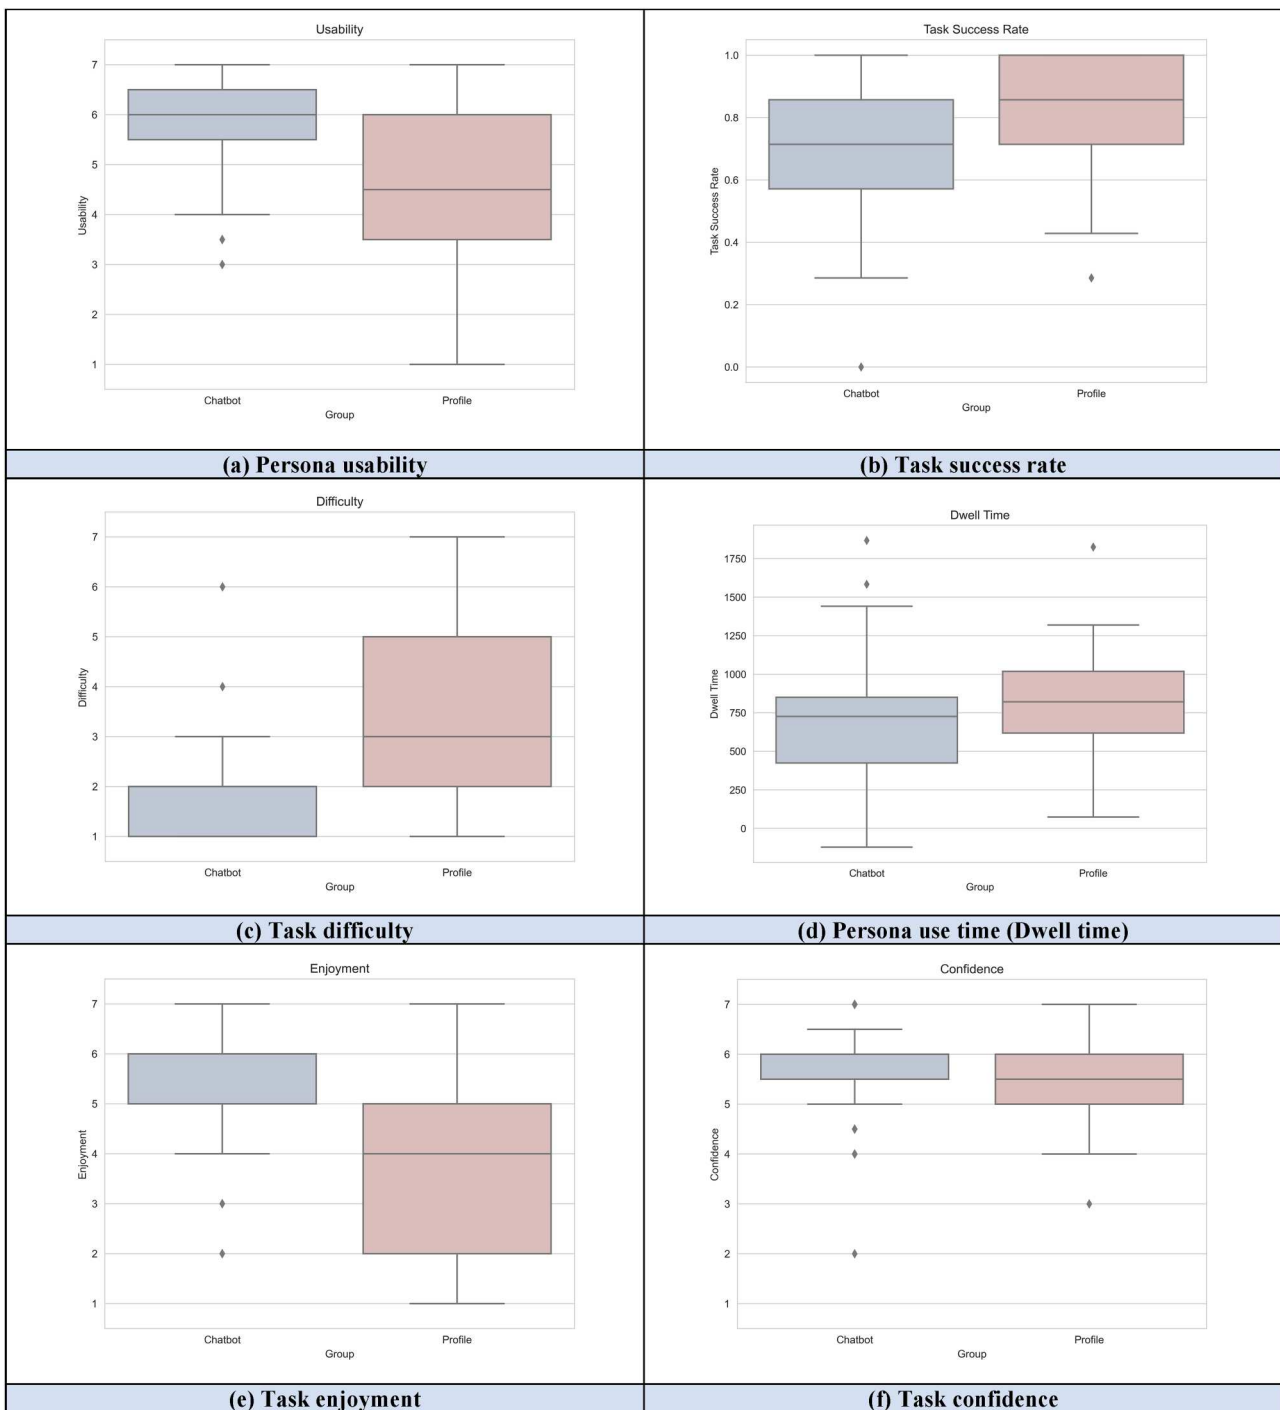 Usability
7
6
5
4
3
2
1
Usability
Chatbot
Profile
Group
(a) Persona usability
Task Success Rate
1.0
0.8
0.6
0.4
0.2
0.0
Task Success Rate
Chatbot
Profile
Group
(b) Task success rate
Difficulty
7
6
5
4
3
2
1
Difficulty
Chatbot
Profile
Group
(c) Task difficulty
Dwell Time
1750
1500
1250
1000
750
500
250
0
Dwell Time
Chatbot
Profile
Group
(d) Persona use time (Dwell time)
Enjoyment
7
6
5
4
3
2
1
Enjoyment
Chatbot
Profile
Group
(e) Task enjoyment
Confidence
7
6
5
4
3
2
1
Confidence
Chatbot
Profile
Group
(f) Task confidence